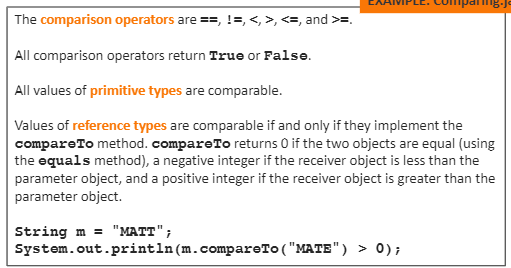 EXAMPLE: Comparing.ja
The comparison operators are ==, !=, <, >, <=, and >=.
All comparison operators return True or False.
All values of primitive types are comparable.
Values of reference types are comparable if and only if they implement the
compareTo method. compareTo returns 0 if the two objects are equal (using
the equals method), a negative integer if the receiver object is less than the
parameter object, and a positive integer if the receiver object is greater than the
parameter object.
String m = "MATT";
System.out.println(m.compareTo("MATE") > 0);